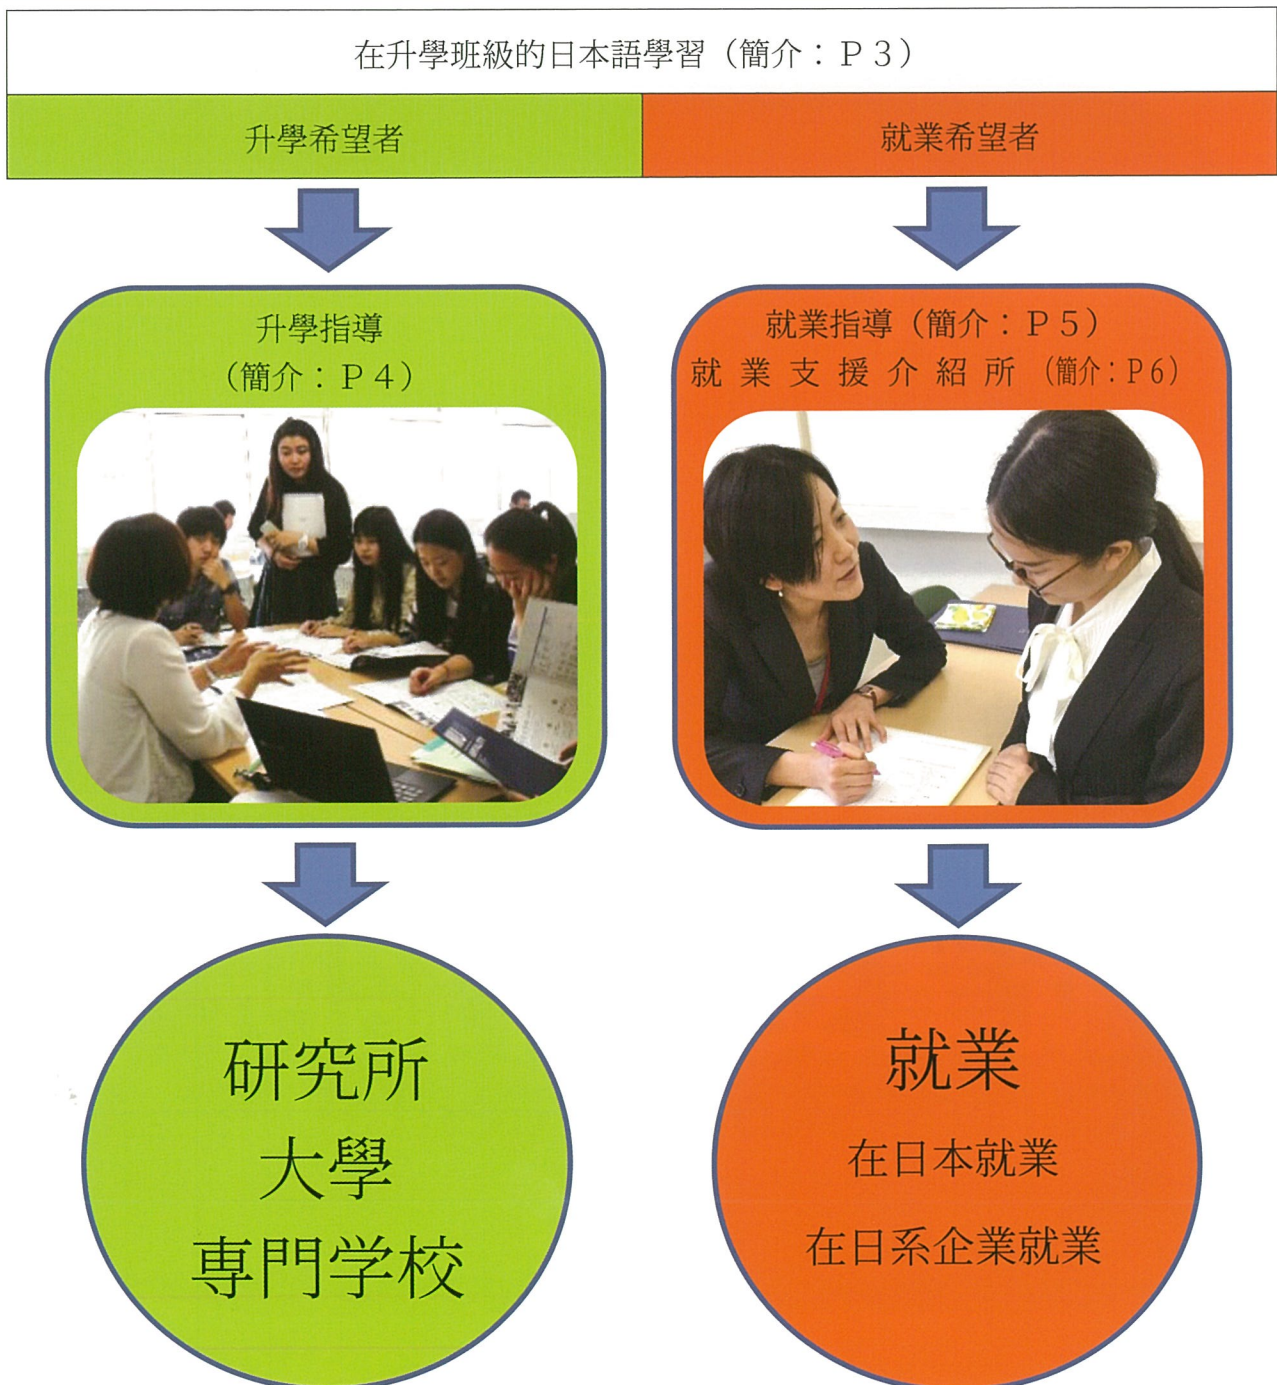 在升學班級的日本語學習（簡介：Ｐ３）
升學希望者
就業希望者
升學指導
（簡介：Ｐ４）
就業指導（簡介：Ｐ５）
就業支援介紹所（簡介：Ｐ6）
研究所
大學
専門学校
就業
在日本就業
在日系企業就業